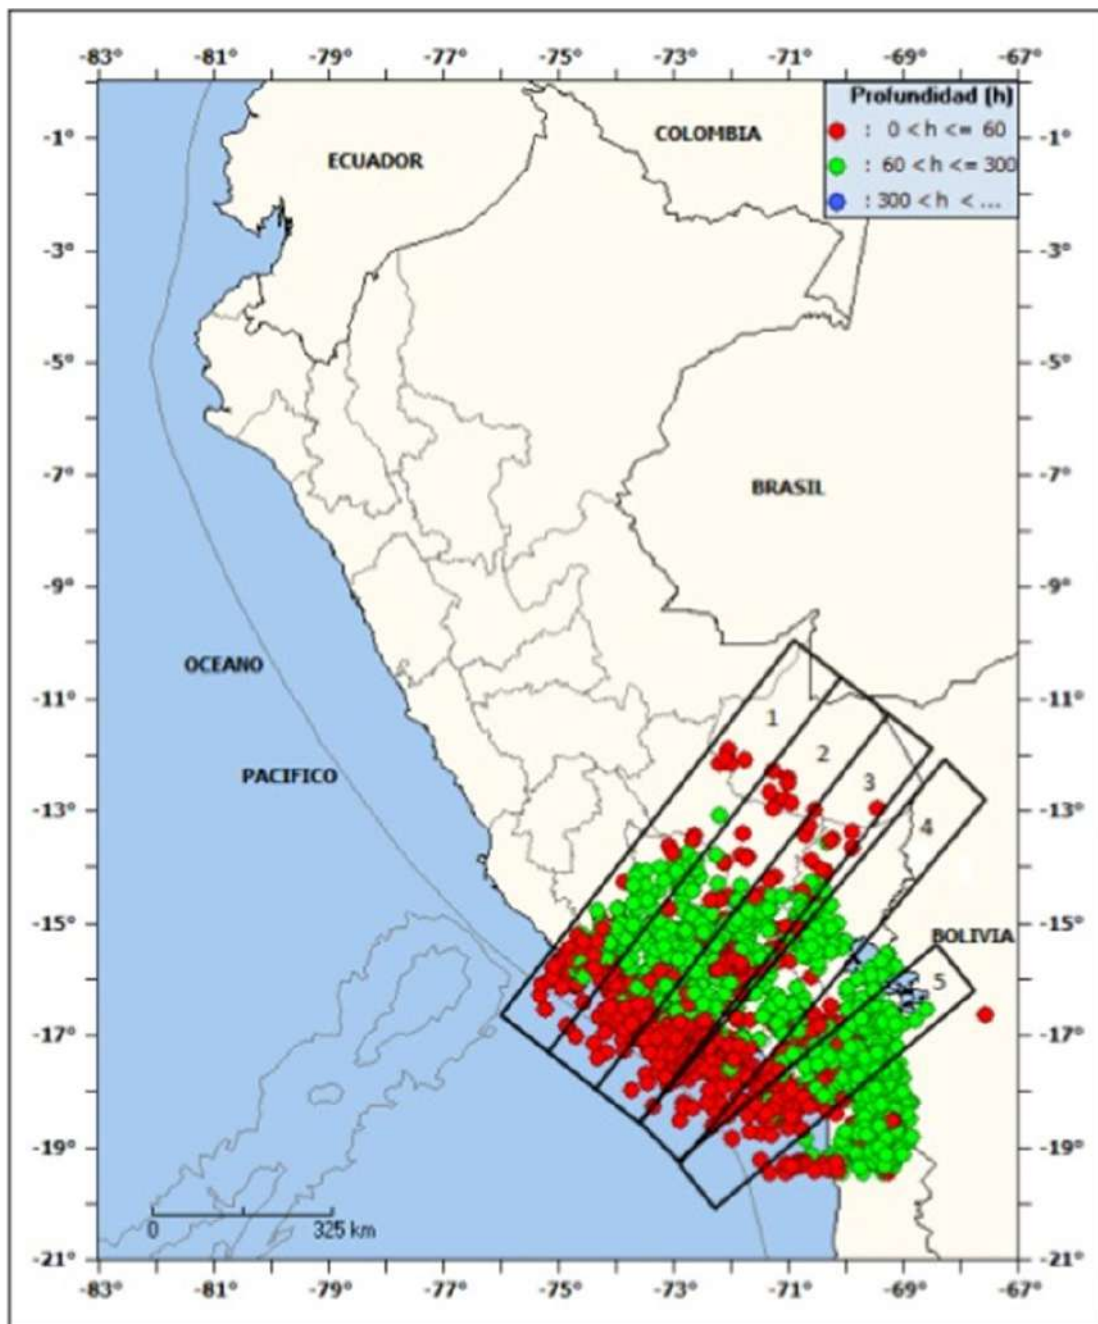 -83° -81° -79° -77° -75° -73° -71° -69° -67°
Profundidad (h)
: 0 < h <= 60
: 60 < h <= 300
: 300 < h < ...
-1° -1°
COLOMBIA
ECUADOR
-3° -3°
-5° -5°
-7° -7°
BRASIL
-9° -9°
OCEANO
-11° -11°
1
2
3
PACIFICO
-13° -13°
4
-15° -15°
BOLIVIA
5
-17° -17°
-19° -19°
0 325 km
-21° -21°
-83° -81° -79° -77° -75° -73° -71° -69° -67°